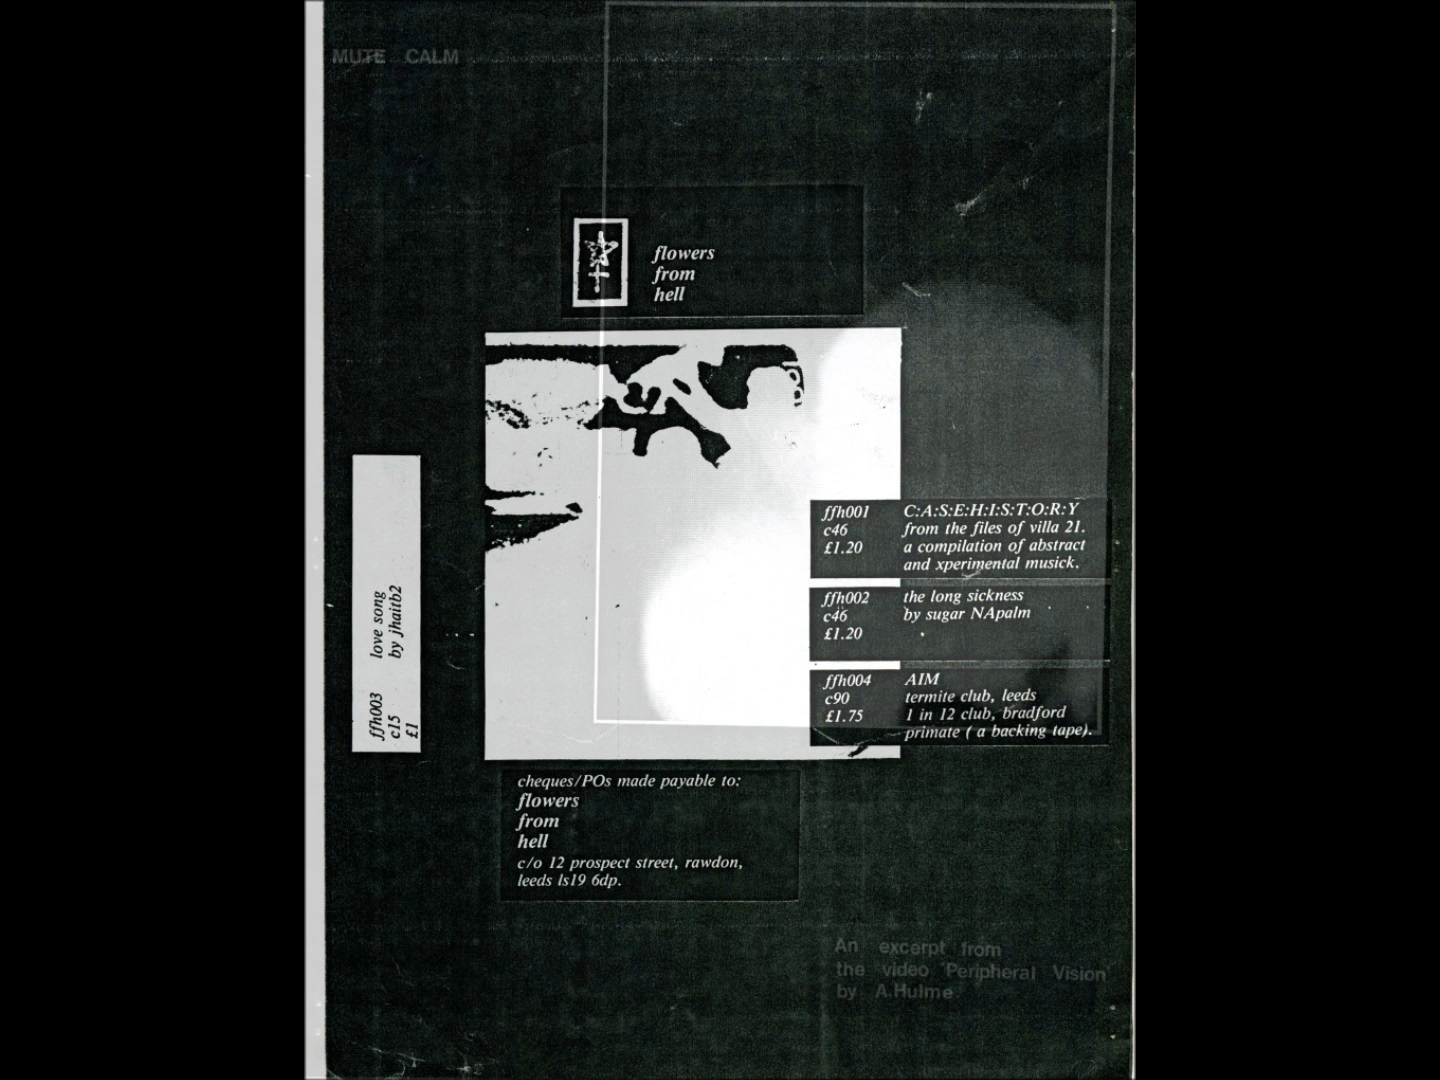 MUTE CALM
flowers
from
hell
ffh001 C:A:S:E:H:I:S:T:O:R:Y
c46 from the files of villa 21.
£1.20 a compilation of abstract
and xperimental musick.
ffh002 the long sickness
c46 by sugar NApalm
£1.20
ffh003 love song
c15 by jhaitb2
£1
ffh004 AIM
c90 termite club, leeds
£1.75 1 in 12 club, bradford
primate ( a backing tape).
cheques/POs made payable to:
flowers
from
hell
c/o 12 prospect street, rawdon,
leeds ls19 6dp.
An excerpt from
the video 'Peripheral Vision'
by A.Hulme.